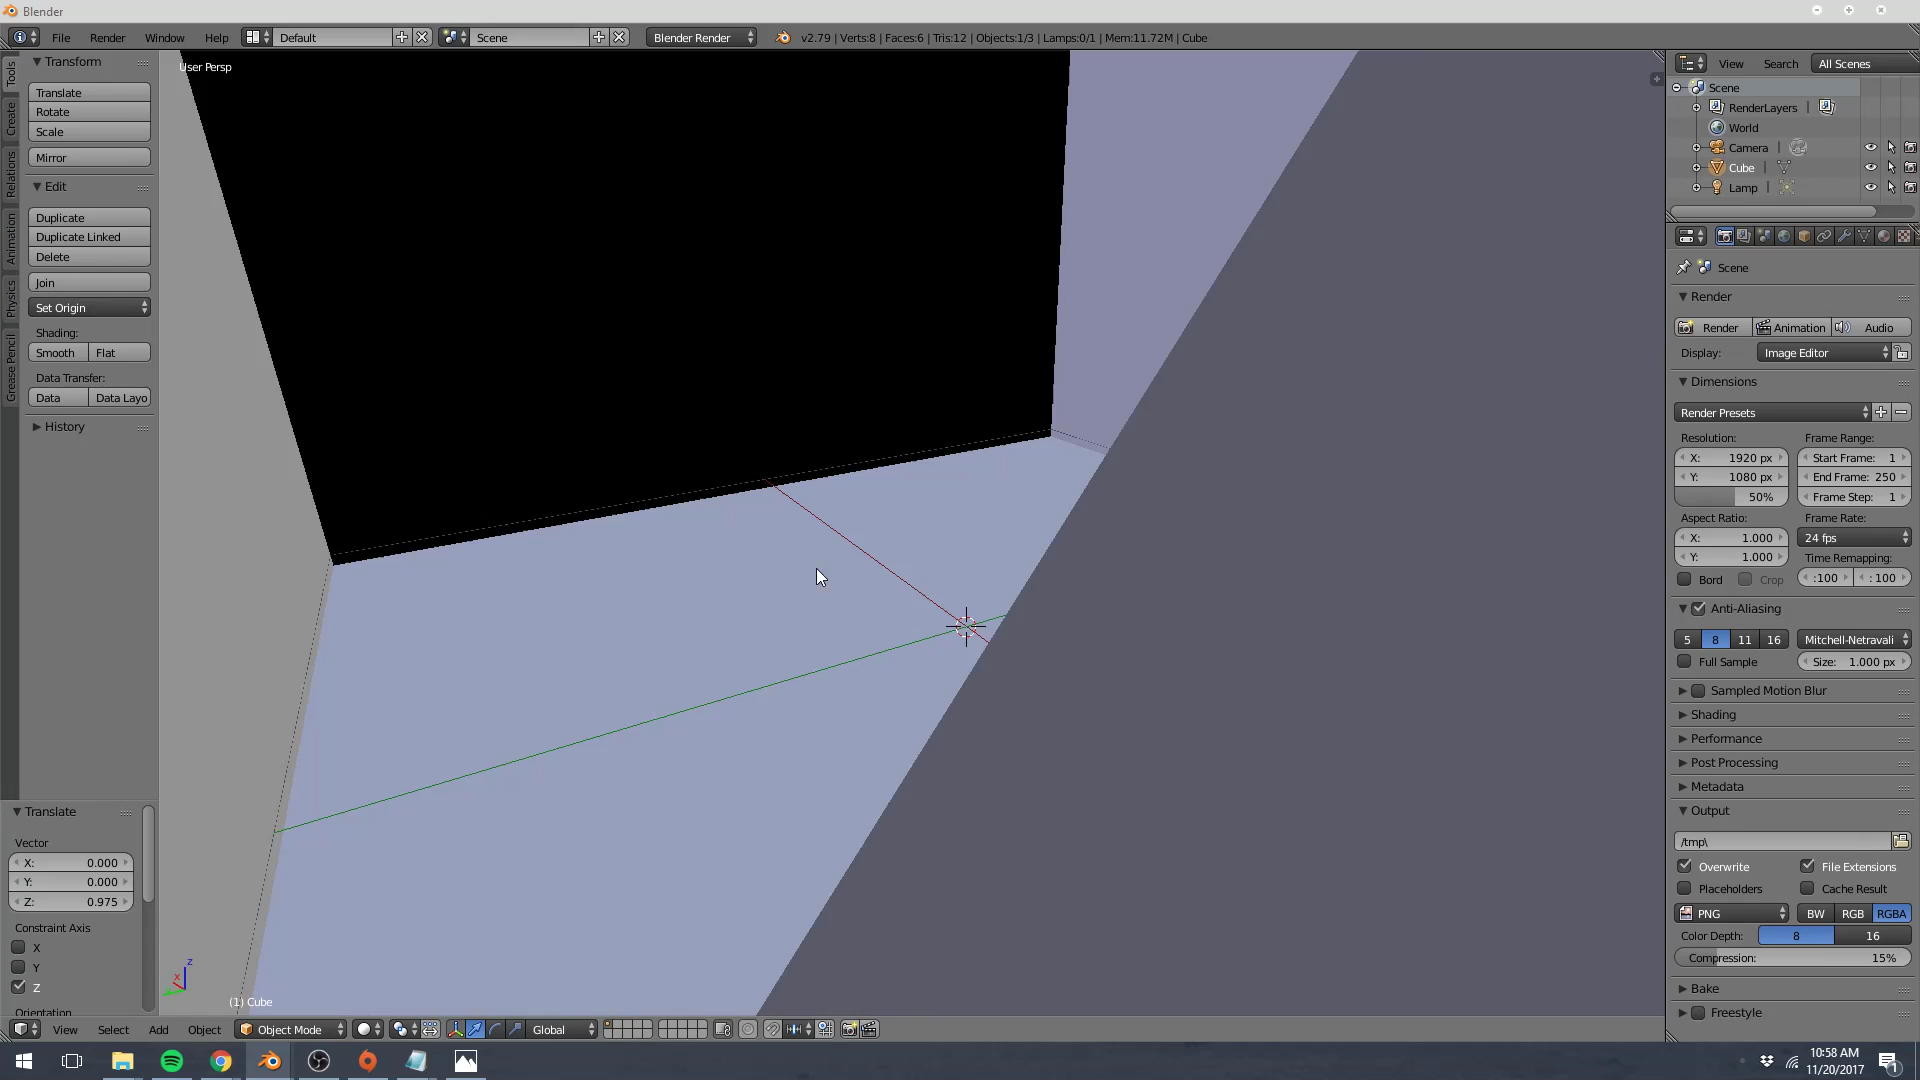 Blender
File Render Window Help Default Scene Blender Render v2.79 | Verts:8 | Faces:6 | Tris:12 | Objects:1/3 | Lamps:0/1 | Mem:11.72M | Cube
Tools
Create
Relations
Animation
Physics
Grease Pencil
Transform
Translate
Rotate
Scale
Mirror
Edit
Duplicate
Duplicate Linked
Delete
Join
Set Origin
Shading:
Smooth Flat
Data Transfer:
Data Data Layo
History
Translate
Vector
X: 0.000
Y: 0.000
Z: 0.975
Constraint Axis
X
Y
Z
Orientation
User Persp
z
x
(1) Cube
View Select Add Object Object Mode Global
View Search All Scenes
Scene
RenderLayers
World
Camera
Cube
Lamp
Scene
Render
Render Animation Audio
Display: Image Editor
Dimensions
Render Presets
Resolution: Frame Range:
X: 1920 px Start Frame: 1
Y: 1080 px End Frame: 250
50% Frame Step: 1
Aspect Ratio: Frame Rate:
X: 1.000 24 fps
Y: 1.000 Time Remapping:
Bord Crop :100 : 100
Anti-Aliasing
5 8 11 16 Mitchell-Netravali
Full Sample Size: 1.000 px
Sampled Motion Blur
Shading
Performance
Post Processing
Metadata
Output
/tmp\
Overwrite File Extensions
Placeholders Cache Result
PNG BW RGB RGBA
Color Depth: 8 16
Compression: 15%
Bake
Freestyle
10:58 AM
11/20/2017
1